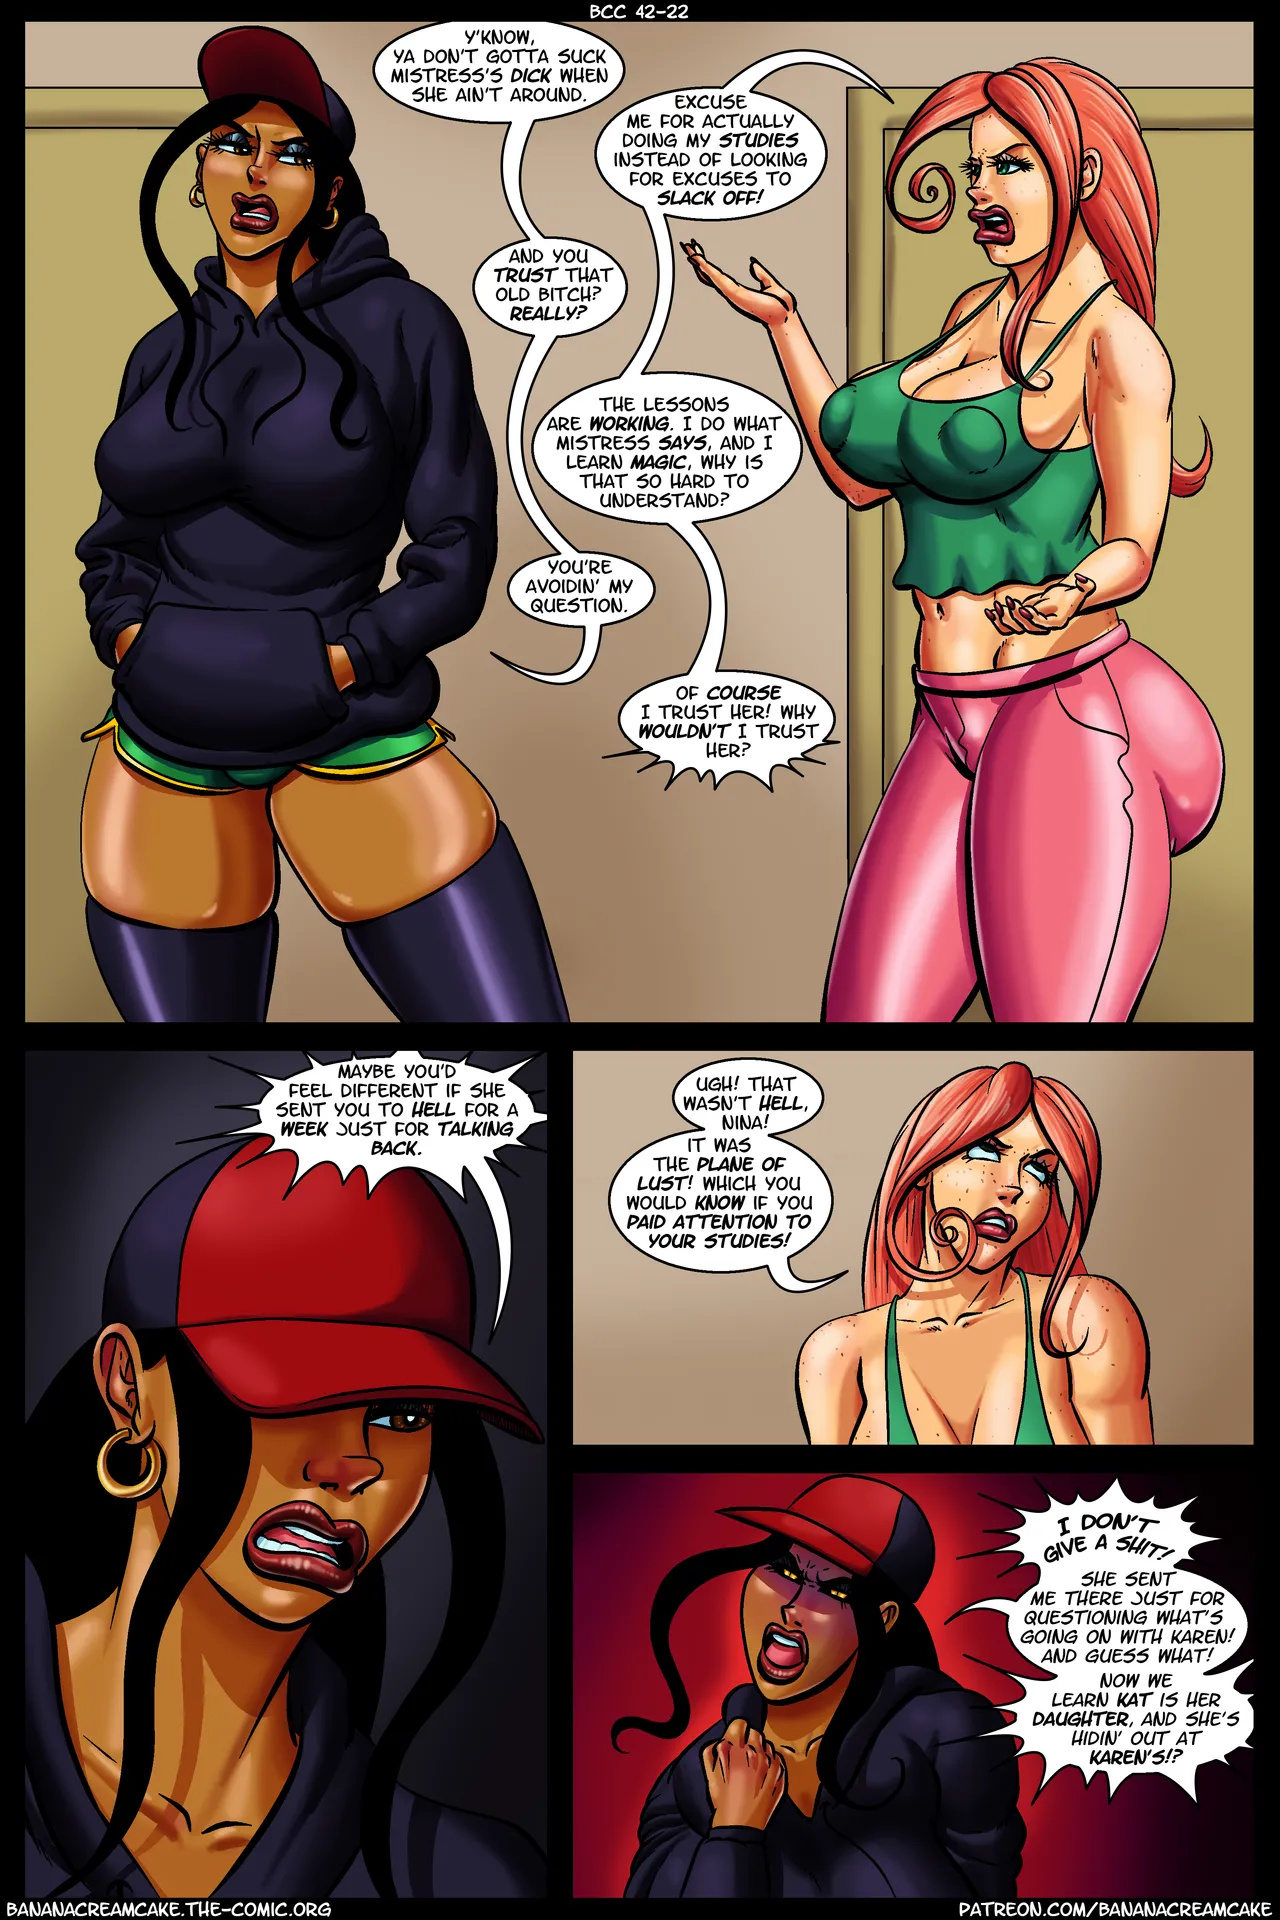 BCC 42-22
Y'KNOW,
YA DON'T GOTTA SUCK
MISTRESS'S DICK WHEN
SHE AIN'T AROUND.
EXCUSE
ME FOR ACTUALLY
DOING MY STUDIES
INSTEAD OF LOOKING
FOR EXCUSES TO
SLACK OFF!
AND YOU
TRUST THAT
OLD BITCH?
REALLY?
THE LESSONS
ARE WORKING. I DO WHAT
MISTRESS SAYS, AND I
LEARN MAGIC, WHY IS
THAT SO HARD TO
UNDERSTAND?
YOU'RE
AVOIDIN' MY
QUESTION.
OF COURSE
I TRUST HER! WHY
WOULDN'T I TRUST
HER?
MAYBE YOU'D
FEEL DIFFERENT IF SHE
SENT YOU TO HELL FOR A
WEEK JUST FOR TALKING
BACK.
UGH! THAT
WASN'T HELL,
NINA!
IT WAS
THE PLANE OF
LUST! WHICH YOU
WOULD KNOW IF YOU
PAID ATTENTION TO
YOUR STUDIES!
I DON'T
GIVE A SHIT!
SHE SENT
ME THERE JUST FOR
QUESTIONING WHAT'S
GOING ON WITH KAREN!
AND GUESS WHAT!
NOW WE
LEARN KAT IS HER
DAUGHTER, AND SHE'S
HIDIN' OUT AT
KAREN'S!?
BANANACREAMCAKE.THE-COMIC.ORG
PATREON.COM/BANANACREAMCAKE